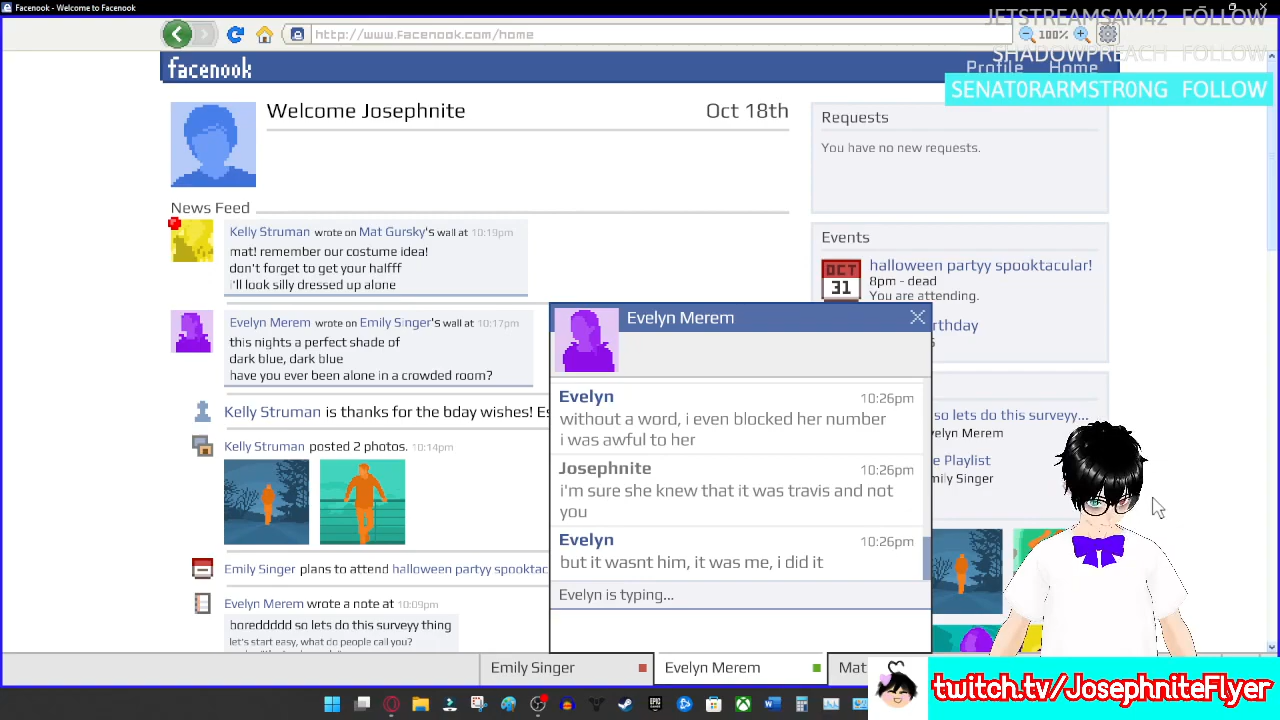 Facenook - Welcome to Facenook
JETSTREAMSAM42 FOLLOW
http://www.facenook.com/home
100%
SHADOWPREACH FOLLOW
facenook
Profile Home
SENAT0RARMSTR0NG FOLLOW
Welcome Josephnite
Oct 18th
Requests
You have no new requests.
News Feed
Kelly Struman wrote on Mat Gursky's wall at 10:19pm
mat! remember our costume idea!
don't forget to get your halfff
i'll look silly dressed up alone
Events
OCT
31
halloween partyy spooktacular!
8pm - dead
You are attending.
Evelyn Merem wrote on Emily Singer's wall at 10:17pm
this nights a perfect shade of
dark blue, dark blue
have you ever been alone in a crowded room?
Kelly Struman is thanks for the bday wishes! Es
Kelly Struman posted 2 photos. 10:14pm
Emily Singer plans to attend halloween partyy spooktac
Evelyn Merem wrote a note at 10:09pm
boreddddd so lets do this surveyy thing
let's start easy, what do people call you?
Evelyn Merem
Evelyn
10:26pm
without a word, i even blocked her number
i was awful to her
Josephnite
10:26pm
i'm sure she knew that it was travis and not
you
Evelyn
10:26pm
but it wasnt him, it was me, i did it
Evelyn is typing...
rthday
so lets do this surveyy...
velyn Merem
e Playlist
mily Singer
Emily Singer
Evelyn Merem
Mat
twitch.tv/JosephniteFlyer